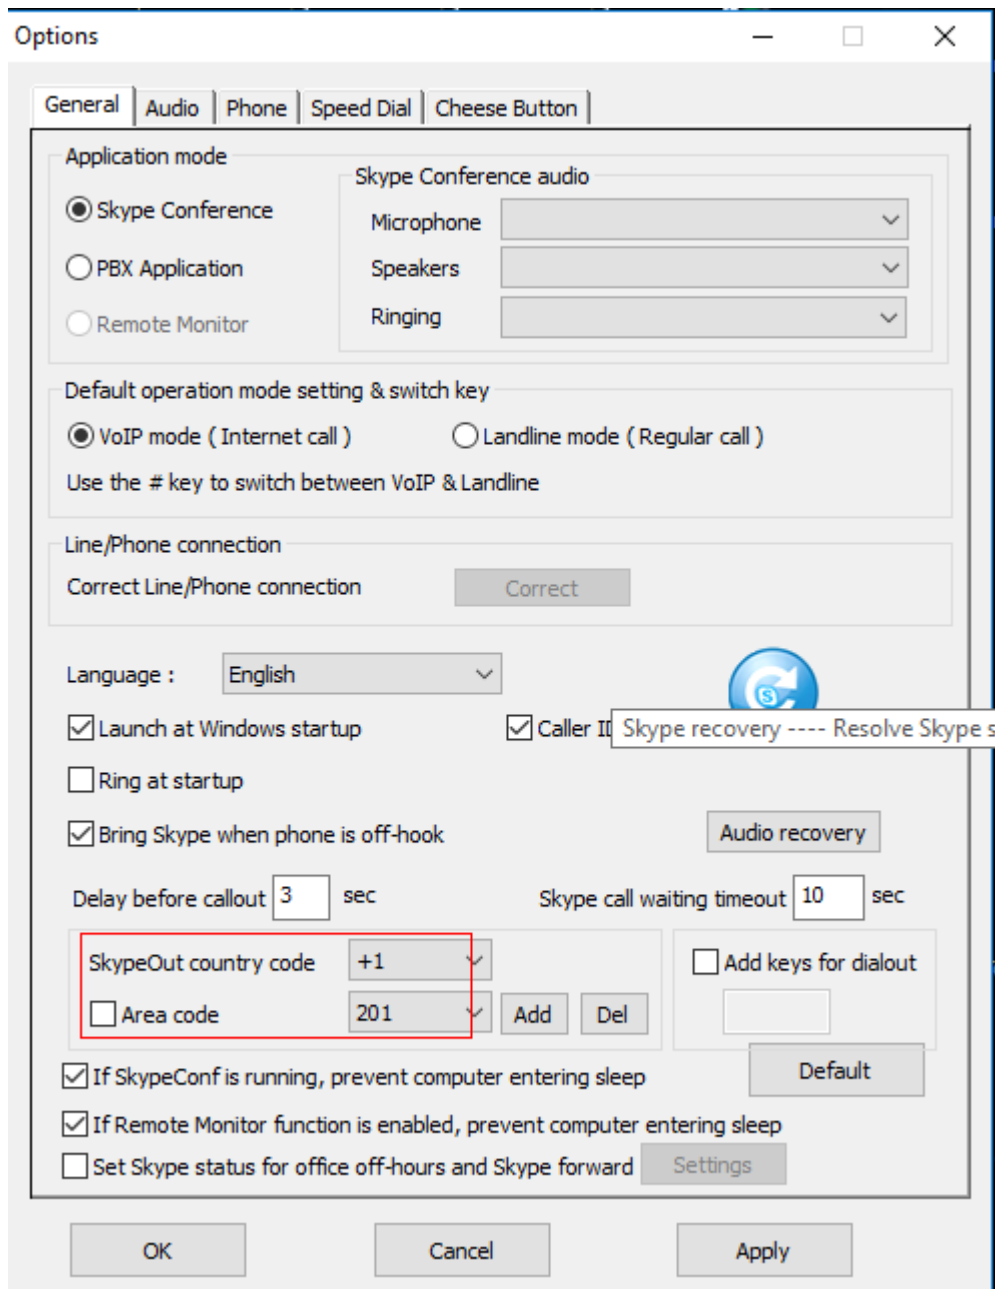 Options
General Audio Phone Speed Dial Cheese Button
Application mode
Skype Conference audio
Skype Conference
Microphone
PBX Application
Speakers
Remote Monitor
Ringing
Default operation mode setting & switch key
VoIP mode ( Internet call ) Landline mode ( Regular call )
Use the # key to switch between VoIP & Landline
Line/Phone connection
Correct Line/Phone connection Correct
Language : English
Launch at Windows startup Caller ID Skype recovery ---- Resolve Skype s
Ring at startup
Bring Skype when phone is off-hook Audio recovery
Delay before callout 3 sec Skype call waiting timeout 10 sec
SkypeOut country code +1 Add keys for dialout
Area code 201 Add Del
If SkypeConf is running, prevent computer entering sleep Default
If Remote Monitor function is enabled, prevent computer entering sleep
Set Skype status for office off-hours and Skype forward Settings
OK Cancel Apply